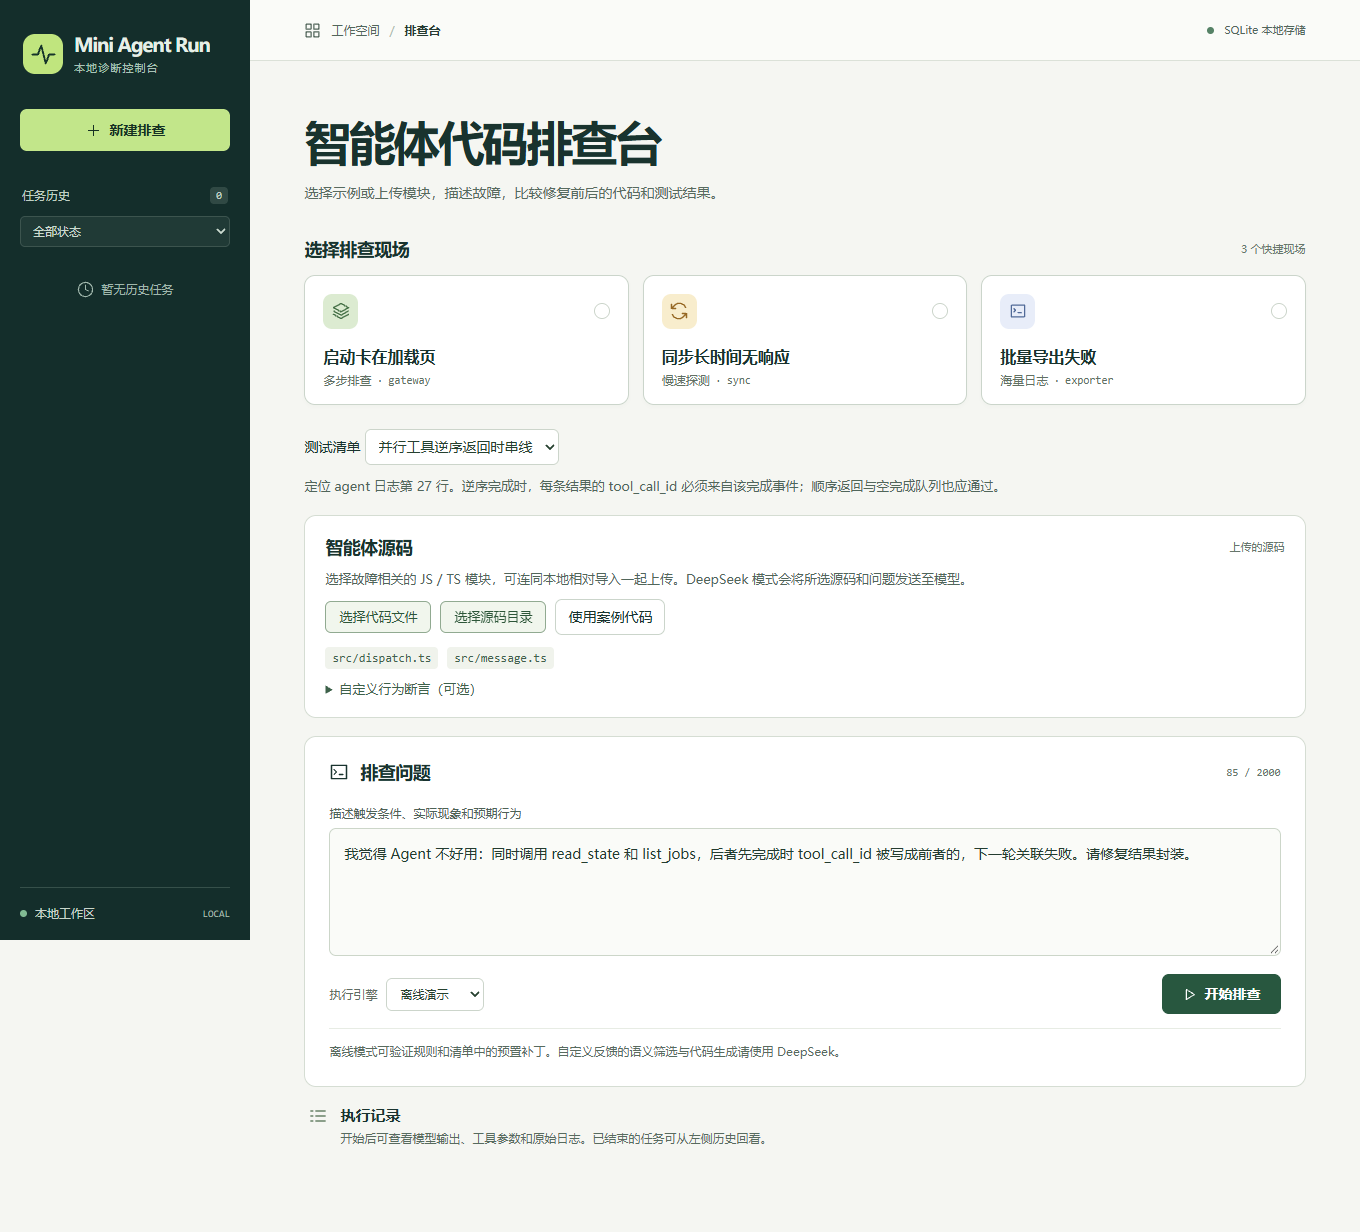 Mini Agent Run
本地诊断控制台
新建排查
任务历史
0
全部状态
暂无历史任务
本地工作区
LOCAL
工作空间 / 排查台
SQLite 本地存储
智能体代码排查台
选择示例或上传模块，描述故障，比较修复前后的代码和测试结果。
选择排查现场
3 个快捷现场
启动卡在加载页
多步排查 · gateway
同步长时间无响应
慢速探测 · sync
批量导出失败
海量日志 · exporter
测试清单
并行工具逆序返回时串线
定位 agent 日志第 27 行。逆序完成时，每条结果的 tool_call_id 必须来自该完成事件；顺序返回与空完成队列也应通过。
智能体源码
上传的源码
选择故障相关的 JS / TS 模块，可连同本地相对导入一起上传。DeepSeek 模式会将所选源码和问题发送至模型。
选择代码文件
选择源码目录
使用案例代码
src/dispatch.ts
src/message.ts
自定义行为断言（可选）
排查问题
85 / 2000
描述触发条件、实际现象和预期行为
我觉得 Agent 不好用：同时调用 read_state 和 list_jobs，后者先完成时 tool_call_id 被写成前者的，下一轮关联失败。请修复结果封装。
执行引擎
离线演示
开始排查
离线模式可验证规则和清单中的预置补丁。自定义反馈的语义筛选与代码生成请使用 DeepSeek。
执行记录
开始后可查看模型输出、工具参数和原始日志。已结束的任务可从左侧历史回看。